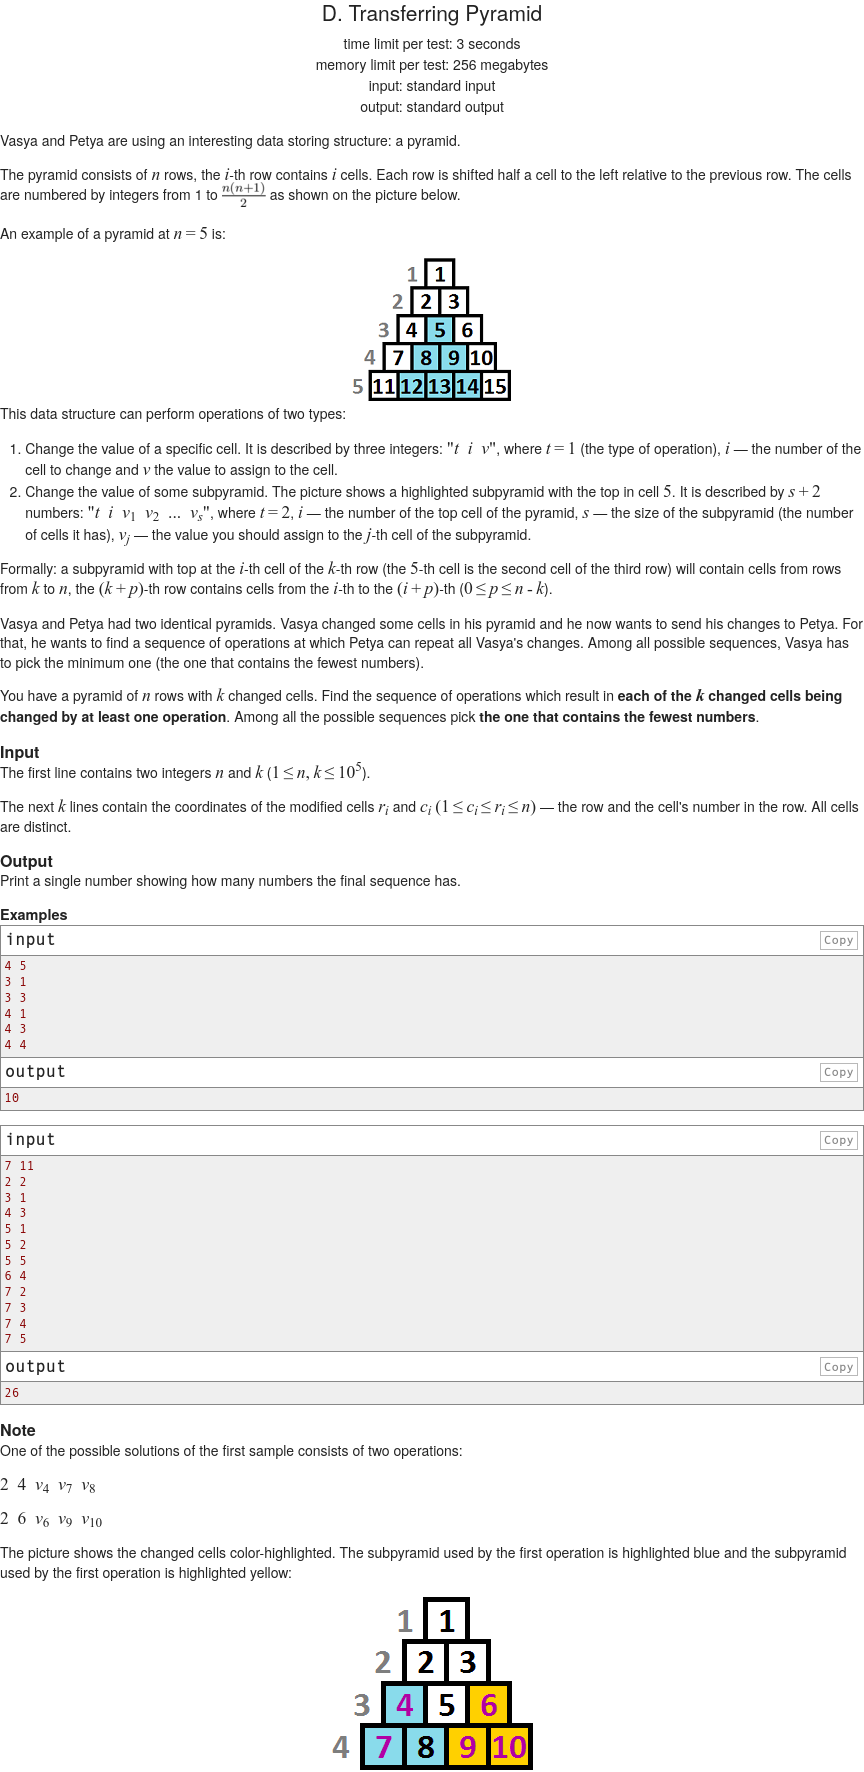 D. Transferring Pyramid
time limit per test: 3 seconds
memory limit per test: 256 megabytes
input: standard input
output: standard output
Vasya and Petya are using an interesting data storing structure: a pyramid.
The pyramid consists of n rows, the i-th row contains i cells. Each row is shifted half a cell to the left relative to the previous row. The cells
are numbered by integers from 1 to n(n+1)/2 as shown on the picture below.
An example of a pyramid at n = 5 is:
1 1
2 2 3
3 4 5 6
4 7 8 9 10
5 11 12 13 14 15
This data structure can perform operations of two types:
1. Change the value of a specific cell. It is described by three integers: "t i v", where t = 1 (the type of operation), i — the number of the
cell to change and v the value to assign to the cell.
2. Change the value of some subpyramid. The picture shows a highlighted subpyramid with the top in cell 5. It is described by s + 2
numbers: "t i v1 v2 ... vs", where t = 2, i — the number of the top cell of the pyramid, s — the size of the subpyramid (the number
of cells it has), vj — the value you should assign to the j-th cell of the subpyramid.
Formally: a subpyramid with top at the i-th cell of the k-th row (the 5-th cell is the second cell of the third row) will contain cells from rows
from k to n, the (k + p)-th row contains cells from the i-th to the (i + p)-th (0 ≤ p ≤ n - k).
Vasya and Petya had two identical pyramids. Vasya changed some cells in his pyramid and he now wants to send his changes to Petya. For
that, he wants to find a sequence of operations at which Petya can repeat all Vasya's changes. Among all possible sequences, Vasya has
to pick the minimum one (the one that contains the fewest numbers).
You have a pyramid of n rows with k changed cells. Find the sequence of operations which result in each of the k changed cells being
changed by at least one operation. Among all the possible sequences pick the one that contains the fewest numbers.
Input
The first line contains two integers n and k (1 ≤ n, k ≤ 10^5).
The next k lines contain the coordinates of the modified cells ri and ci (1 ≤ ci ≤ ri ≤ n) — the row and the cell's number in the row. All cells
are distinct.
Output
Print a single number showing how many numbers the final sequence has.
Examples
input Copy
4 5
3 1
3 3
4 1
4 3
4 4
output Copy
10
input Copy
7 11
2 2
3 1
4 3
5 1
5 2
5 5
6 4
7 2
7 3
7 4
7 5
output Copy
26
Note
One of the possible solutions of the first sample consists of two operations:
2 4 v4 v7 v8
2 6 v6 v9 v10
The picture shows the changed cells color-highlighted. The subpyramid used by the first operation is highlighted blue and the subpyramid
used by the first operation is highlighted yellow:
1 1
2 2 3
3 4 5 6
4 7 8 9 10